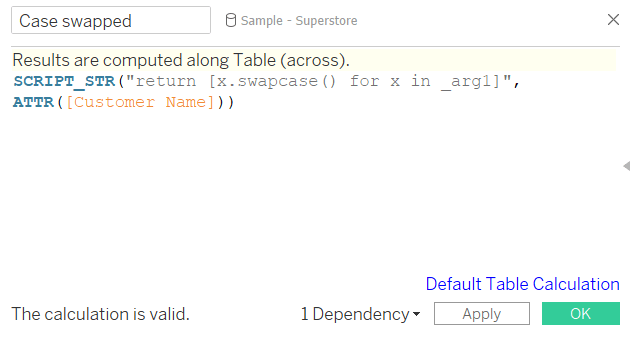 Case swapped
Sample - Superstore
Results are computed along Table (across).
SCRIPT_STR("return [x.swapcase() for x in _arg1]",
ATTR([Customer Name]))
Default Table Calculation
The calculation is valid.
1 Dependency
Apply
OK